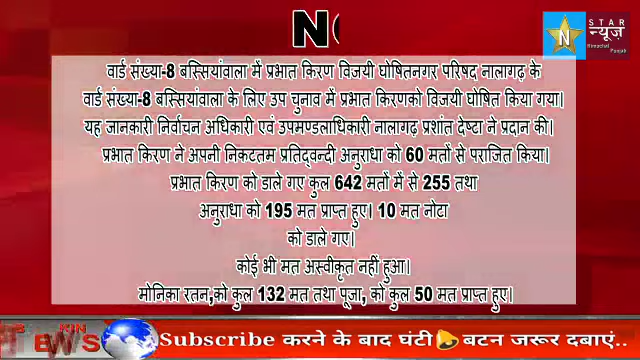 N
STAR
न्यूज़
N
Himachal
Punjab
वार्ड संख्या-8 बस्सियांवाला में प्रभात किरण विजयी घोषितनगर परिषद् नालागढ़ के
वार्ड संख्या-8 बस्सियांवाला के लिए उप चुनाव में प्रभात किरणको विजयी घोषित किया गया।
यह जानकारी निर्वाचन अधिकारी एवं उपमण्डलाधिकारी नालागढ़ प्रशांत देष्टा ने प्रदान की।
प्रभात किरण ने अपनी निकटतम प्रतिद्वन्दी अनुराधा को 60 मतों से पराजित किया।
प्रभात किरण को डाले गए कुल 642 मतों में से 255 तथा
अनुराधा को 195 मत प्राप्त हुए। 10 मत नोटा
को डाले गए।
कोई भी मत अस्वीकृत नहीं हुआ।
मोनिका रतन,को कुल 132 मत तथा पूजा, को कुल 50 मत प्राप्त हुए।
Subscribe करने के बाद घंटी बटन जरूर दबाएं..